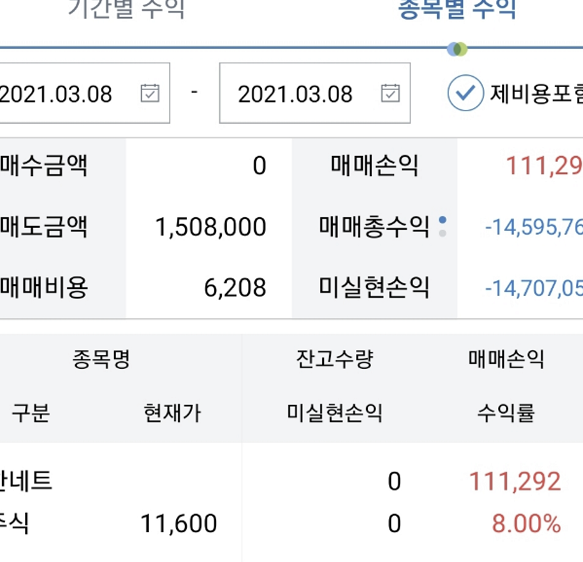 기간별 수익 종목별 수익
2021.03.08 - 2021.03.08 제비용포함
매수금액 0 매매손익 111,29
매도금액 1,508,000 매매총수익 -14,595,76
매매비용 6,208 미실현손익 -14,707,05
종목명 잔고수량 매매손익
구분 현재가 미실현손익 수익률
네트 0 111,292
주식 11,600 0 8.00%